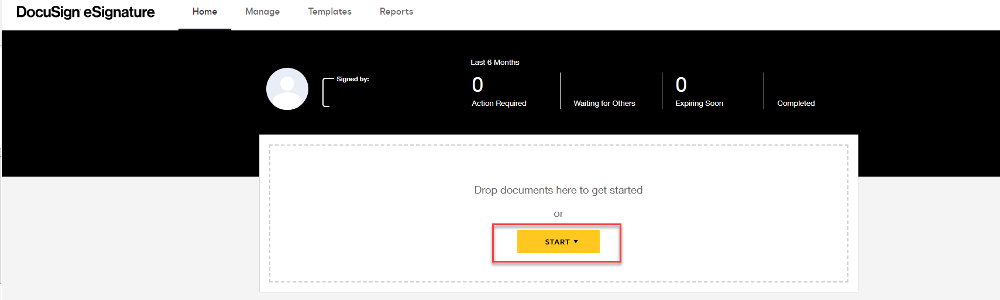 DocuSign eSignature
Home
Manage
Templates
Reports
Signed by:
Last 6 Months
0
Action Required
Waiting for Others
0
Expiring Soon
Completed
Drop documents here to get started
or
START